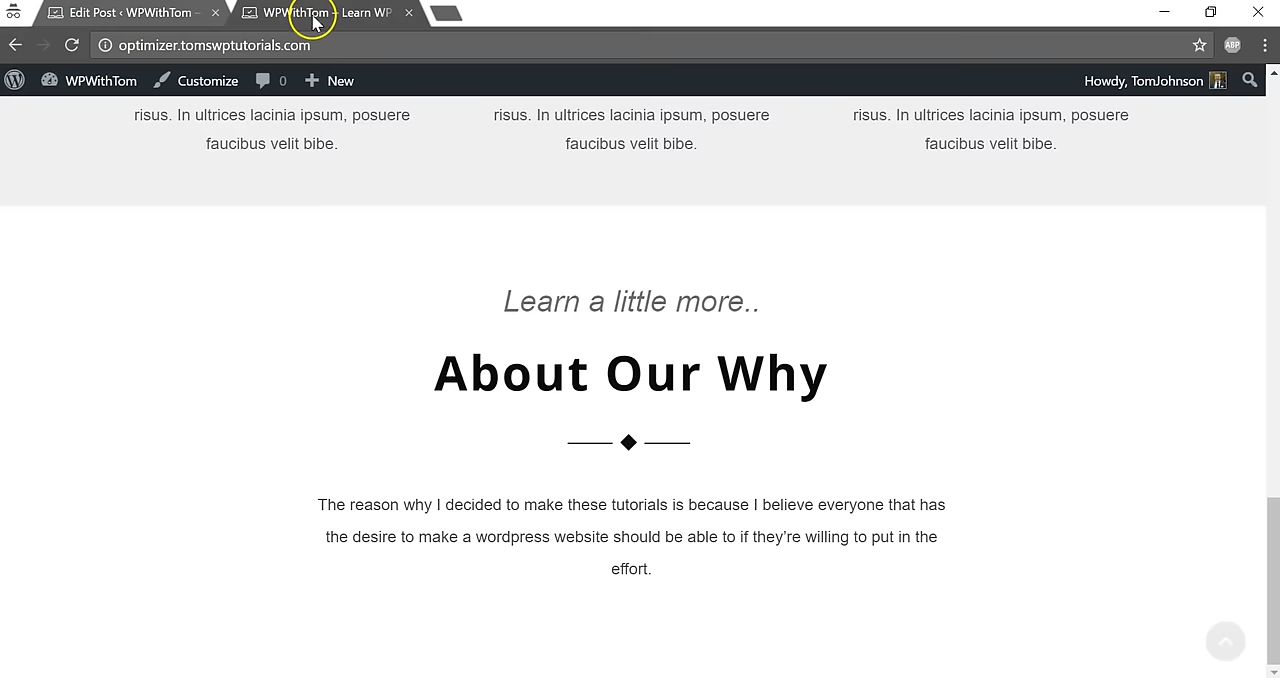 Edit Post ‹ WPWithTom –
WPWithTom – Learn WP
optimizer.tomswptutorials.com
ABP
WPWithTom Customize 0 New Howdy, TomJohnson
risus. In ultrices lacinia ipsum, posuere
faucibus velit bibe.
risus. In ultrices lacinia ipsum, posuere
faucibus velit bibe.
risus. In ultrices lacinia ipsum, posuere
faucibus velit bibe.
Learn a little more..
About Our Why
The reason why I decided to make these tutorials is because I believe everyone that has
the desire to make a wordpress website should be able to if they're willing to put in the
effort.